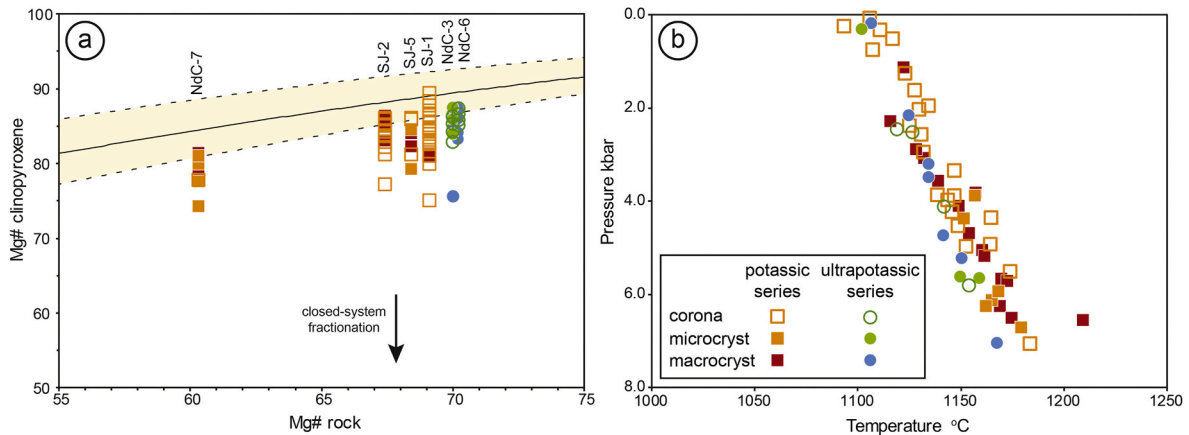 a
100
90
80
70
60
50
55
60
65
70
75
Mg# clinopyroxene
Mg# rock
NdC-7
SJ-2
SJ-5
SJ-1
NdC-3
NdC-6
closed-system
fractionation
b
0.0
2.0
4.0
6.0
8.0
1000
1050
1100
1150
1200
1250
Pressure kbar
Temperature °C
potassic ultrapotassic
series series
corona
microcryst
macrocryst